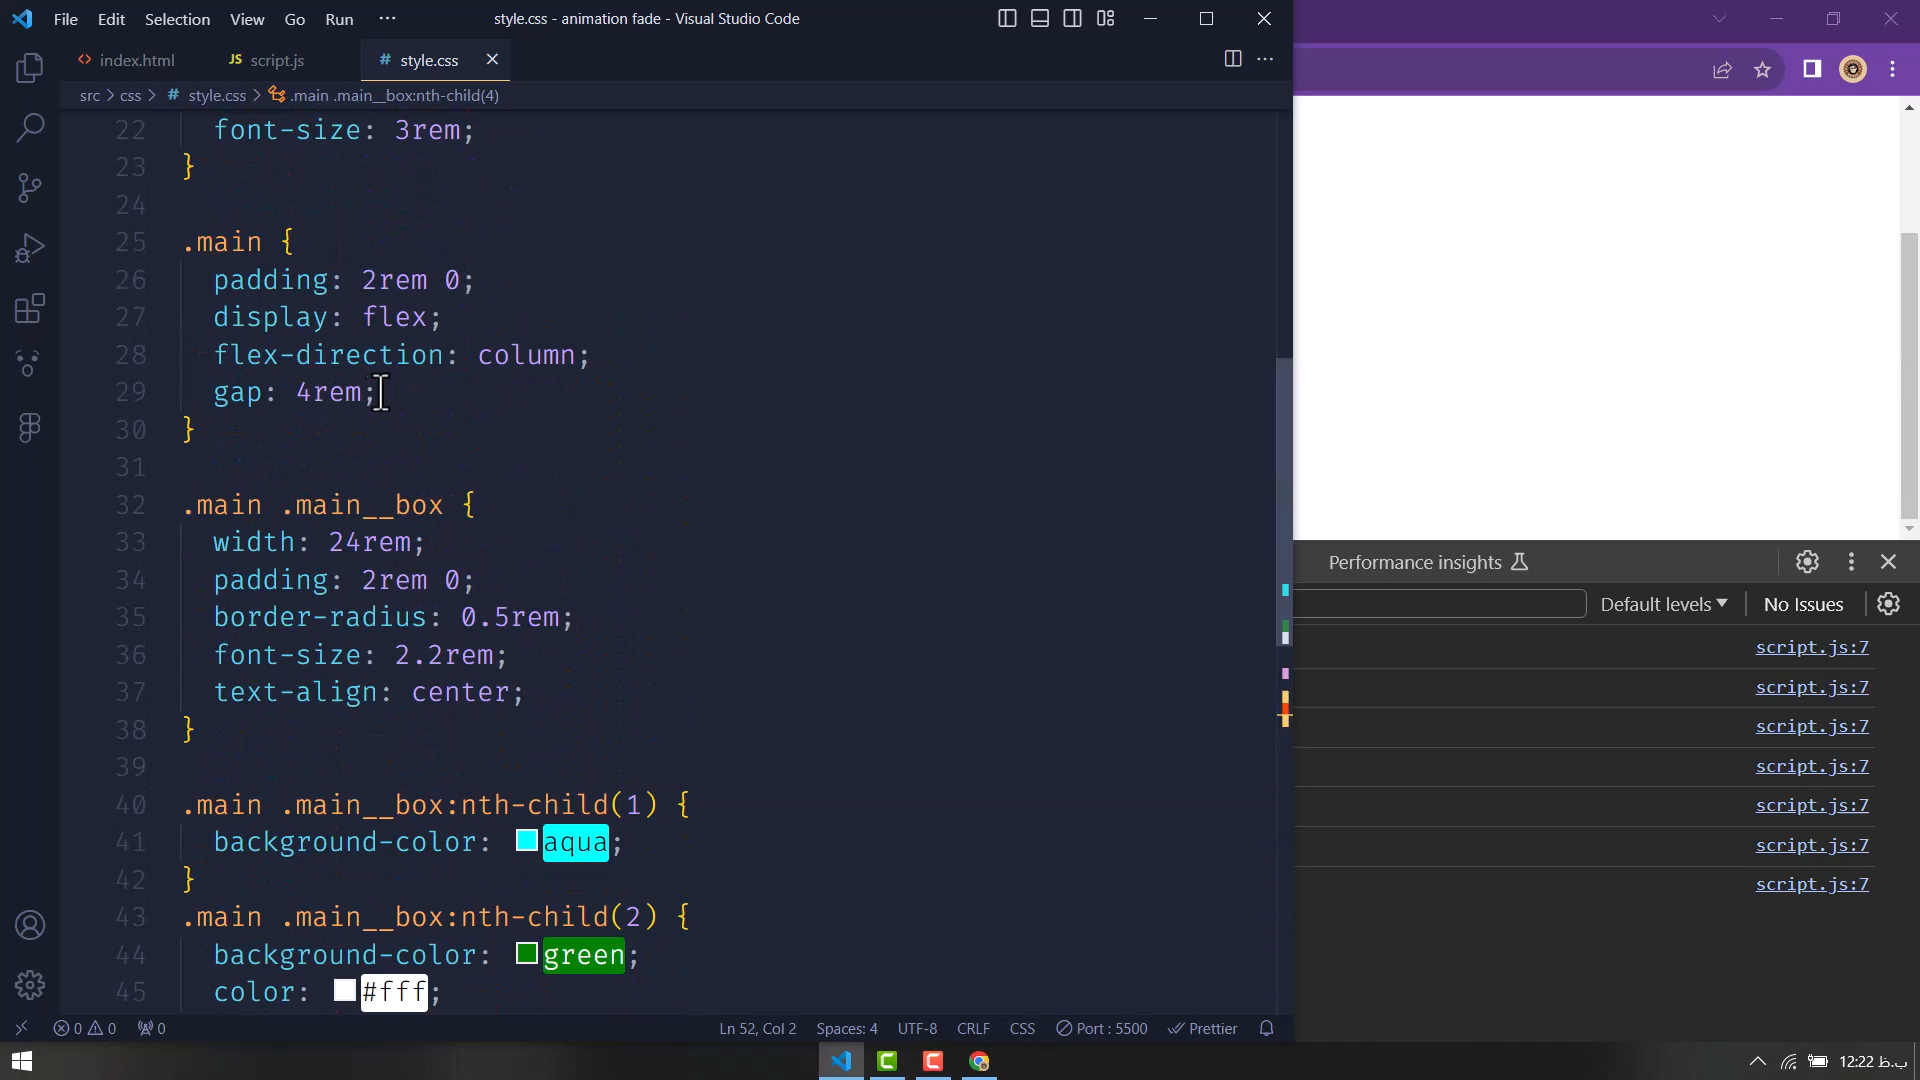 File Edit Selection View Go Run ···
style.css - animation fade - Visual Studio Code
<> index.html JS script.js # style.css
src > css > # style.css > .main .main__box:nth-child(4)
22 font-size: 3rem;
23 }
24
25 .main {
26 padding: 2rem 0;
27 display: flex;
28 flex-direction: column;
29 gap: 4rem;
30 }
31
32 .main .main__box {
33 width: 24rem;
34 padding: 2rem 0;
35 border-radius: 0.5rem;
36 font-size: 2.2rem;
37 text-align: center;
38 }
39
40 .main .main__box:nth-child(1) {
41 background-color: aqua;
42 }
43 .main .main__box:nth-child(2) {
44 background-color: green;
45 color: #fff;
0 0 0
Ln 52, Col 2 Spaces: 4 UTF-8 CRLF CSS Port : 5500 Prettier
Performance insights
Default levels No Issues
script.js:7
script.js:7
script.js:7
script.js:7
script.js:7
script.js:7
script.js:7
12:22 ب.ظ